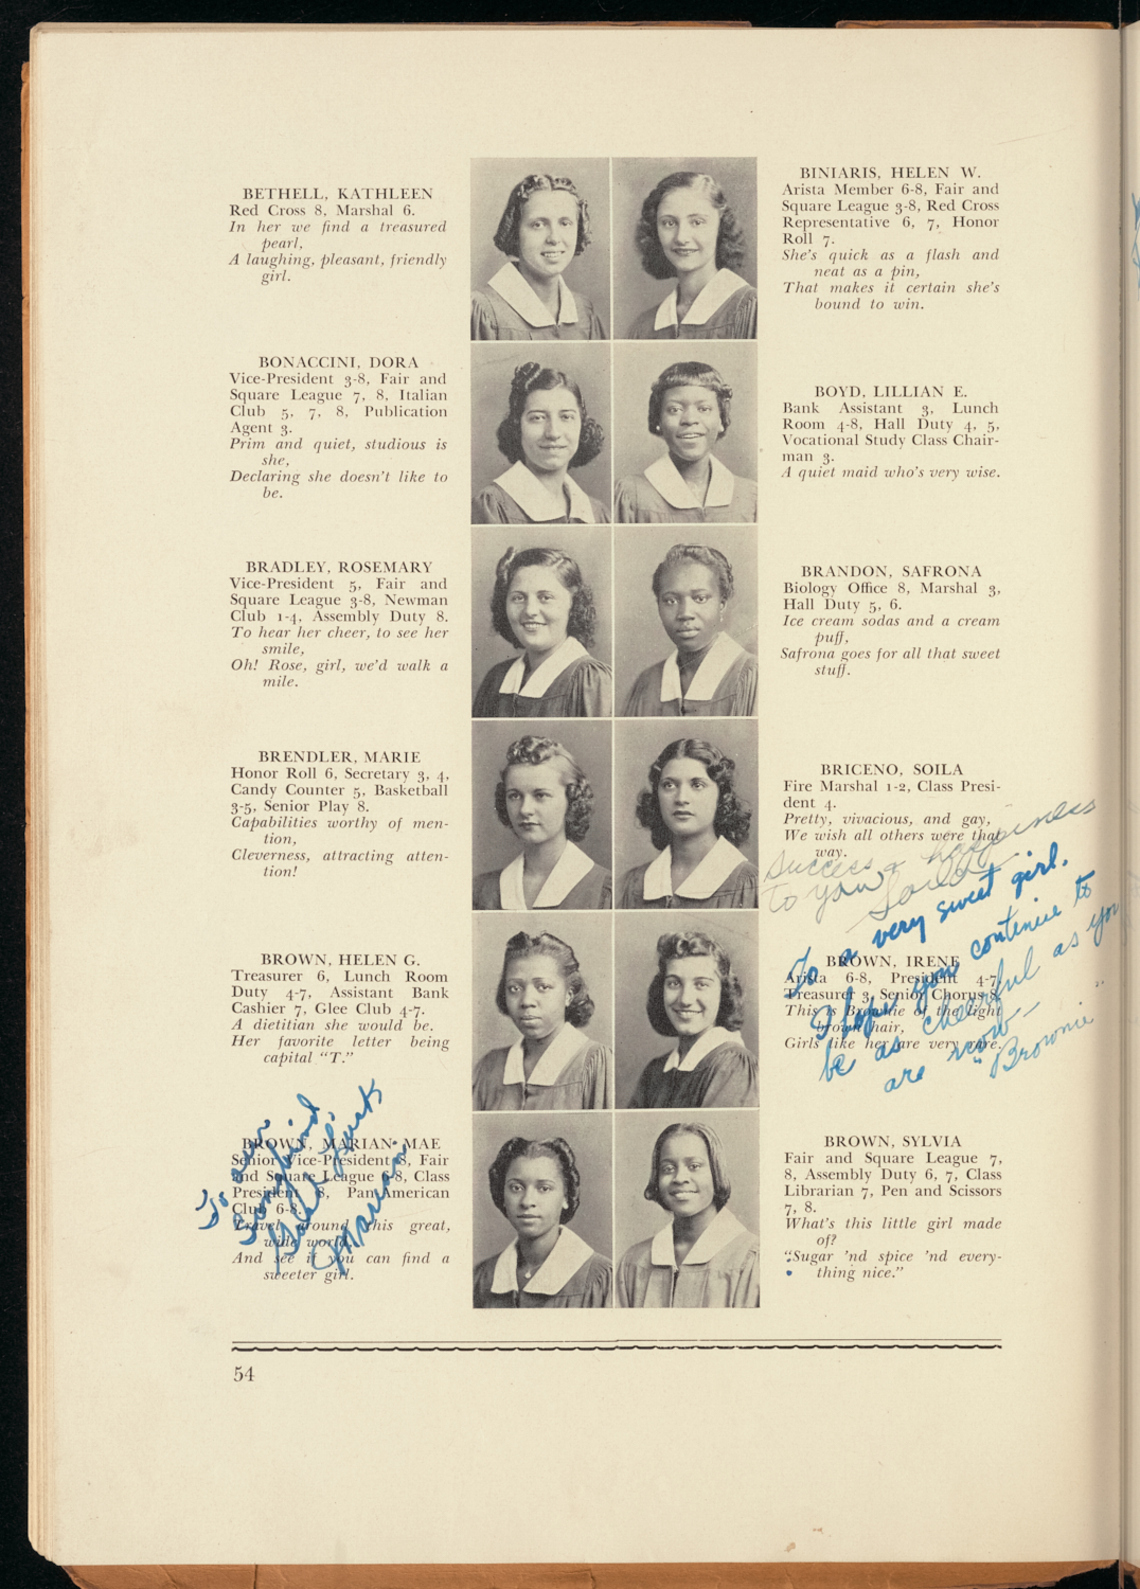 BETHELL, KATHLEEN
Red Cross 8, Marshal 6.
In her we find a treasured
pearl,
A laughing, pleasant, friendly
girl.
BINIARIS, HELEN W.
Arista Member 6-8, Fair and
Square League 3-8, Red Cross
Representative 6, 7, Honor
Roll 7.
She's quick as a flash and
neat as a pin,
That makes it certain she's
bound to win.
BONACCINI, DORA
Vice-President 3-8, Fair and
Square League 7, 8, Italian
Club 5, 7, 8, Publication
Agent 3.
Prim and quiet, studious is
she,
Declaring she doesn't like to
be.
BOYD, LILLIAN E.
Bank Assistant 3, Lunch
Room 4-8, Hall Duty 4, 5,
Vocational Study Class Chair-
man 3.
A quiet maid who's very wise.
BRADLEY, ROSEMARY
Vice-President 5, Fair and
Square League 3-8, Newman
Club 1-4, Assembly Duty 8.
To hear her cheer, to see her
smile,
Oh! Rose, girl, we'd walk a
mile.
BRANDON, SAFRONA
Biology Office 8, Marshal 3,
Hall Duty 5, 6.
Ice cream sodas and a cream
puff,
Safrona goes for all that sweet
stuff.
BRENDLER, MARIE
Honor Roll 6, Secretary 3, 4,
Candy Counter 5, Basketball
3-5, Senior Play 8.
Capabilities worthy of men-
tion,
Cleverness, attracting atten-
tion!
BRICENO, SOILA
Fire Marshal 1-2, Class Presi-
dent 4.
Pretty, vivacious, and gay,
We wish all others were that
way.
Success & happiness
to you, Soila
BROWN, HELEN G.
Treasurer 6, Lunch Room
Duty 4-7, Assistant Bank
Cashier 7, Glee Club 4-7.
A dietitian she would be.
Her favorite letter being
capital "T."
BROWN, IRENE
Arista 6-8, President 4-7,
Treasurer 3, Senior Chorus 8.
This is Brownie of the light
brown hair,
Girls like her are very rare.
To a very sweet girl.
I hope you continue to
be as cheerful as you
are now—
"Brownie"
BROWN, MARIAN MAE
Senior Vice-President 8, Fair
and Square League 6-8, Class
President 8, Pan American
Club 6-8.
Travel around this great,
wide world,
And see if you can find a
sweeter girl.
To our
Songbird
Good Luck
Marian
BROWN, SYLVIA
Fair and Square League 7,
8, Assembly Duty 6, 7, Class
Librarian 7, Pen and Scissors
7, 8.
What's this little girl made
of?
"Sugar 'nd spice 'nd every-
thing nice."
54